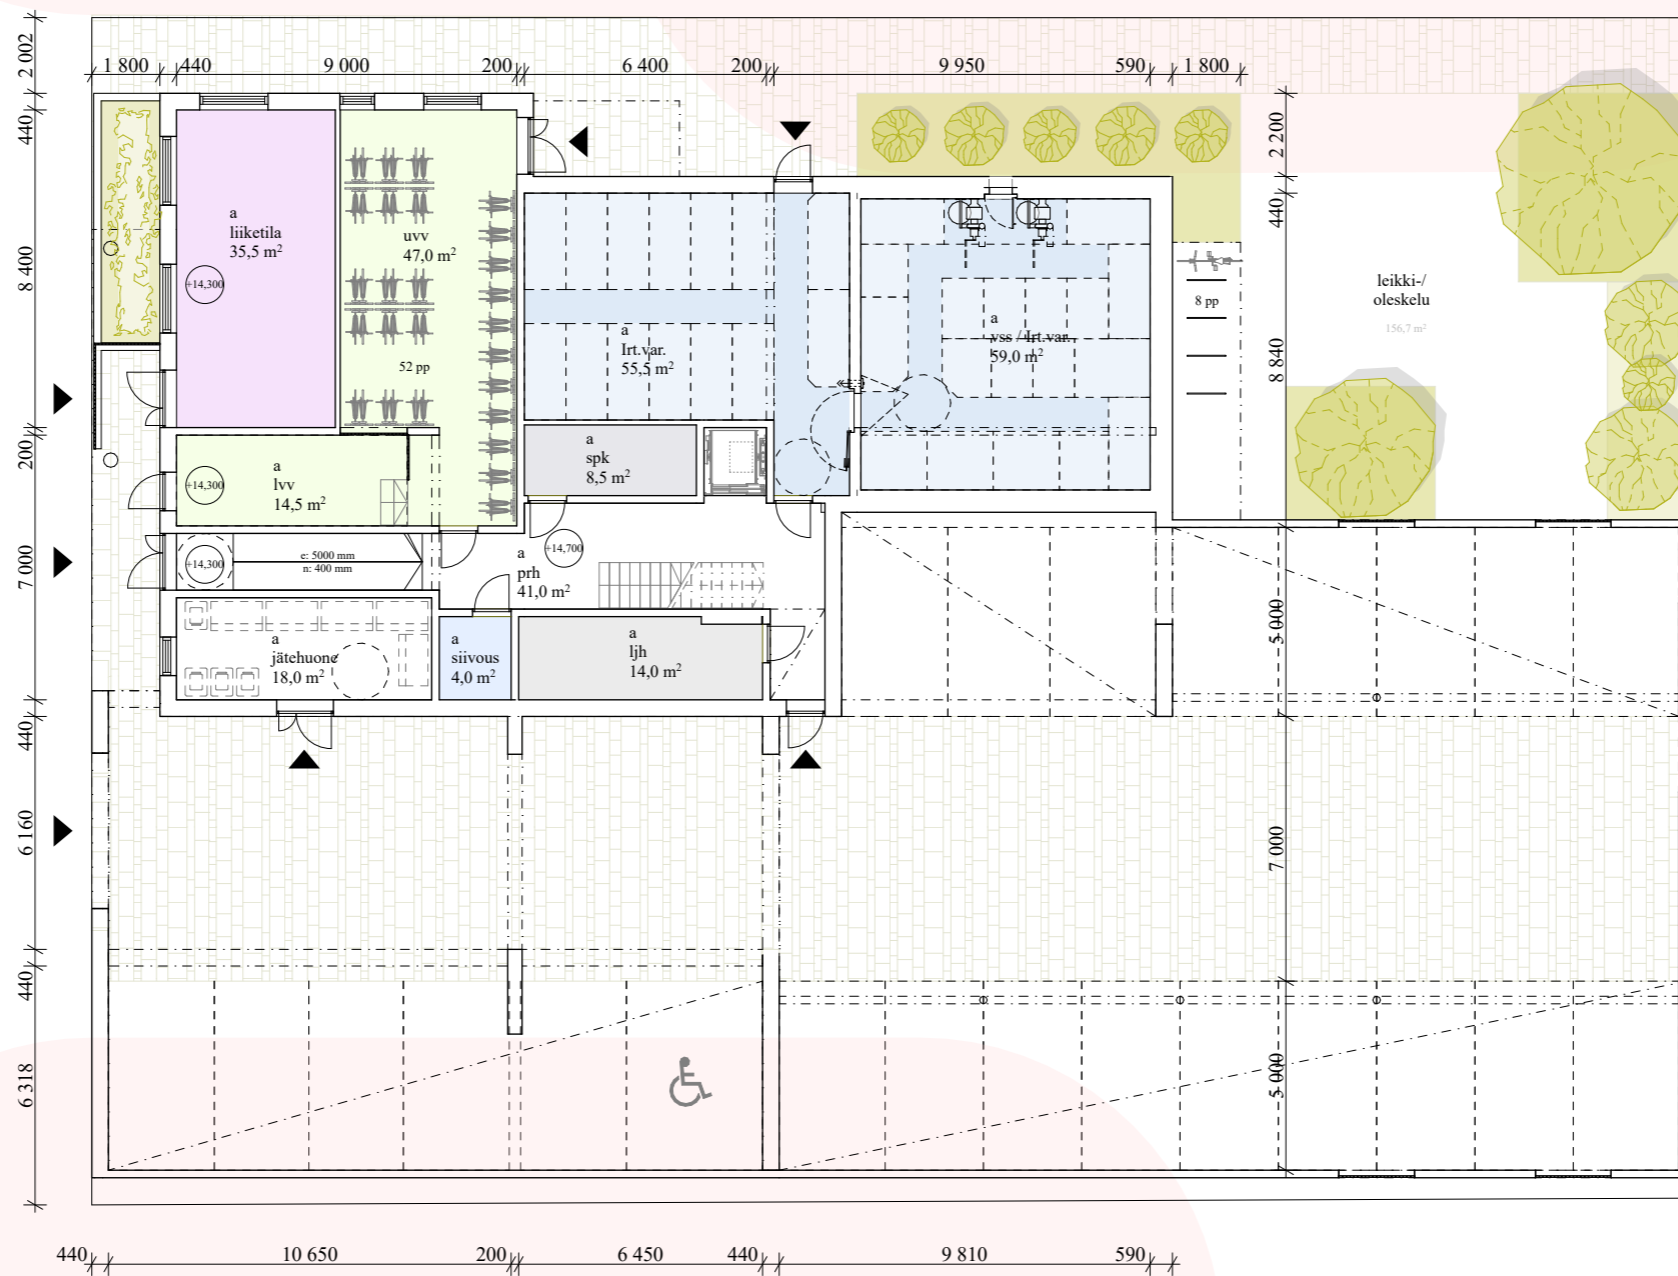 1 800
440
9 000
200
6 400
200
9 950
590
1 800
2 002
440
8 400
200
7 000
440
6 160
440
6 318
2 200
440
8 840
5 000
7 000
5 000
a
liiketila
35,5 m²
+14,300
uvv
47,0 m²
52 pp
a
Irt.var.
55,5 m²
a
vss / Irt.var.
59,0 m²
8 pp
leikki-/
oleskelu
156,7 m²
a
lvv
14,5 m²
+14,300
a
spk
8,5 m²
+14,300
e: 5000 mm
n: 400 mm
a
prh
41,0 m²
+14,700
a
jätehuone
18,0 m²
a
siivous
4,0 m²
a
ljh
14,0 m²
440
10 650
200
6 450
440
9 810
590